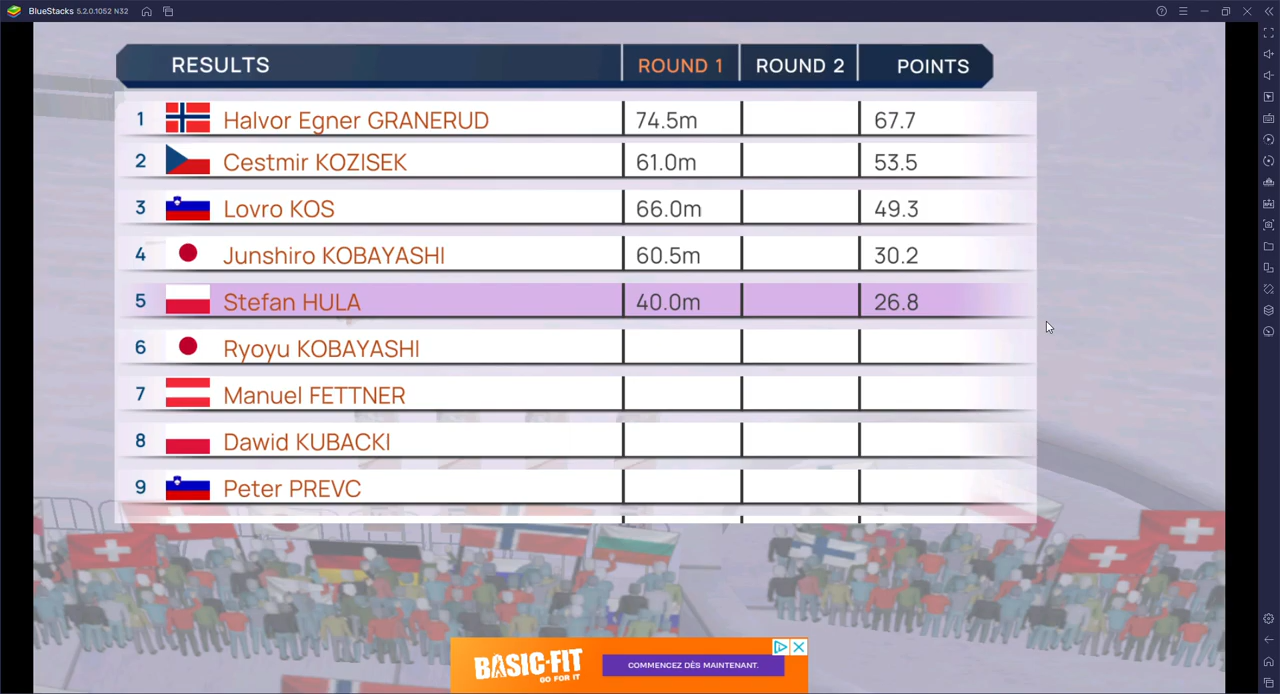 BlueStacks 5.2.0.1052 N32
RESULTS ROUND 1 ROUND 2 POINTS
1 Halvor Egner GRANERUD 74.5m 67.7
2 Cestmir KOZISEK 61.0m 53.5
3 Lovro KOS 66.0m 49.3
4 Junshiro KOBAYASHI 60.5m 30.2
5 Stefan HULA 40.0m 26.8
6 Ryoyu KOBAYASHI
7 Manuel FETTNER
8 Dawid KUBACKI
9 Peter PREVC
BASIC-FIT
GO FOR IT
COMMENCEZ DÈS MAINTENANT.